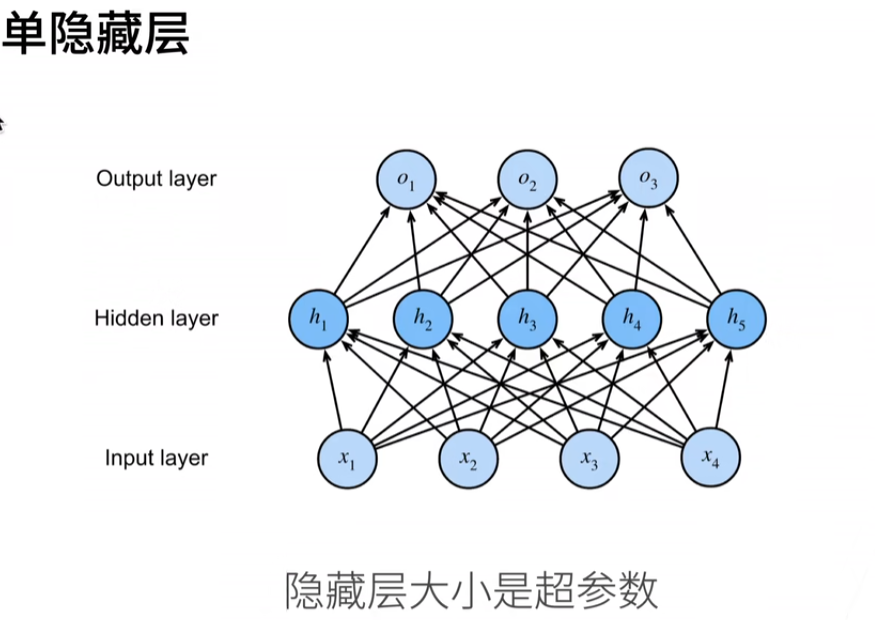 单隐藏层
Output layer
o1 o2 o3
Hidden layer
h1 h2 h3 h4 h5
Input layer
x1 x2 x3 x4
隐藏层大小是超参数